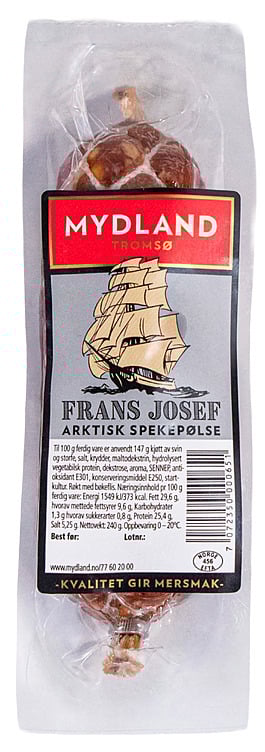 MYDLAND
TROMSØ
FRANS JOSEF
ARKTISK SPEKEPØLSE
Til 100 g ferdig vare er anvendt 147 g kjøtt av svin
og storfe, salt, krydder, maltodekstrin, hydrolysert
vegetabilsk protein, dekstrose, aroma, SENNEP, anti-
oksidant E301, konserveringsmiddel E250, start-
kultur. Røkt med bøkeflis. Næringsinnhold pr 100 g
ferdig vare: Energi 1549 kJ/373 kcal. Fett 29,6 g,
hvorav mettede fettsyrer 9,6 g, Karbohydrater
1,3 g hvorav sukkerarter 0,8 g, Protein 25,4 g,
Salt 5,25 g. Nettovekt: 240 g. Oppbevaring 0 – 20°C.
Best før: Lotnr.:
7 072350 000651
www.mydland.no/77 60 20 00
NORGE
456
EFTA
-KVALITET GIR MERSMAK-